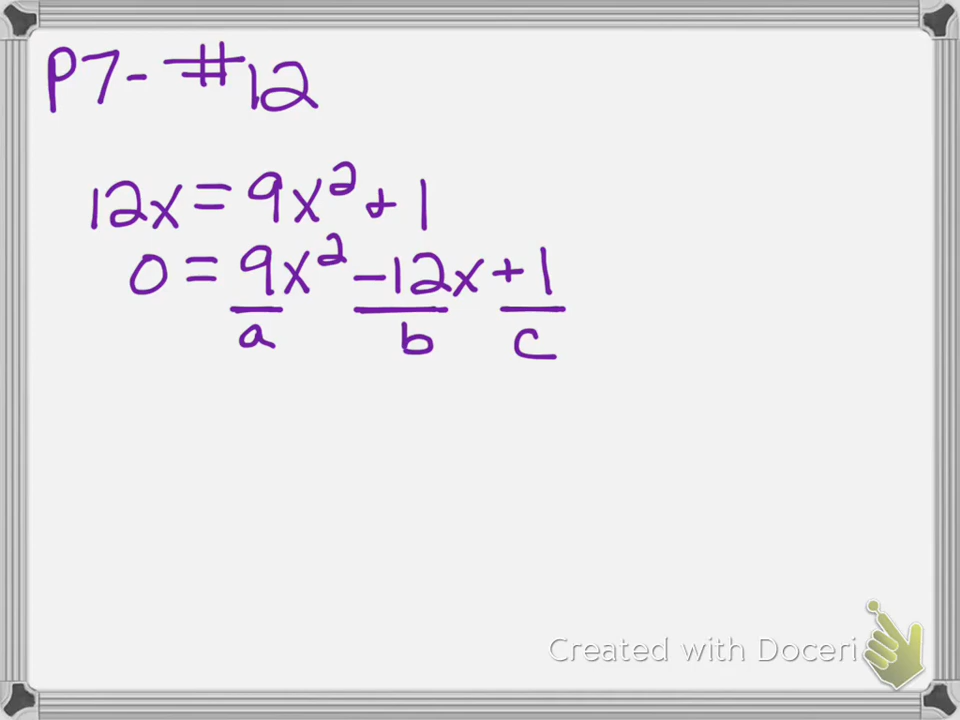 P7- #12
12x = 9x² + 1
0 = 9x² - 12x + 1
a b c
Created with Doceri